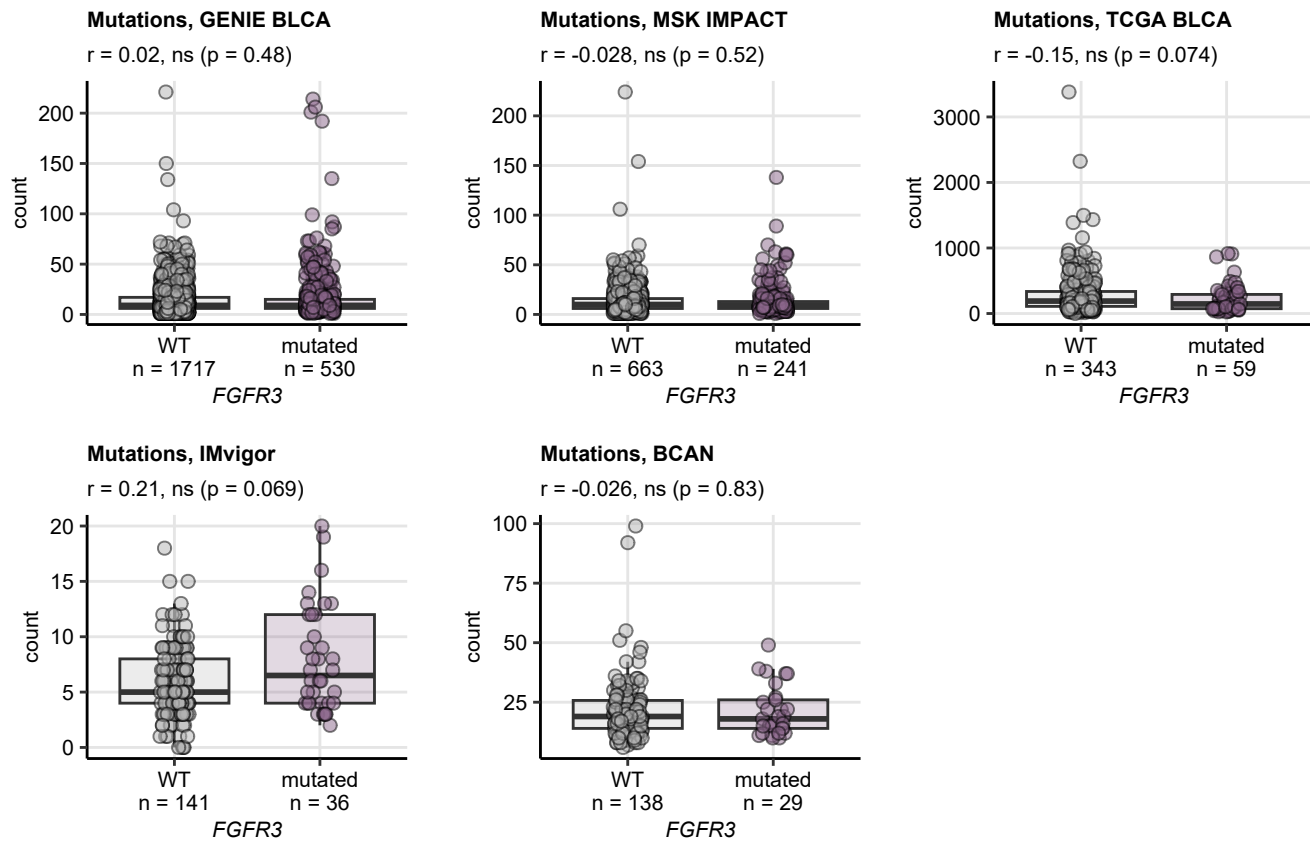 Mutations, GENIE BLCA
r = 0.02, ns (p = 0.48)
count
200
150
100
50
0
WT
mutated
n = 1717
n = 530
FGFR3
Mutations, MSK IMPACT
r = -0.028, ns (p = 0.52)
count
200
150
100
50
0
WT
mutated
n = 663
n = 241
FGFR3
Mutations, TCGA BLCA
r = -0.15, ns (p = 0.074)
count
3000
2000
1000
0
WT
mutated
n = 343
n = 59
FGFR3
Mutations, IMvigor
r = 0.21, ns (p = 0.069)
count
20
15
10
5
0
WT
mutated
n = 141
n = 36
FGFR3
Mutations, BCAN
r = -0.026, ns (p = 0.83)
count
100
75
50
25
WT
mutated
n = 138
n = 29
FGFR3